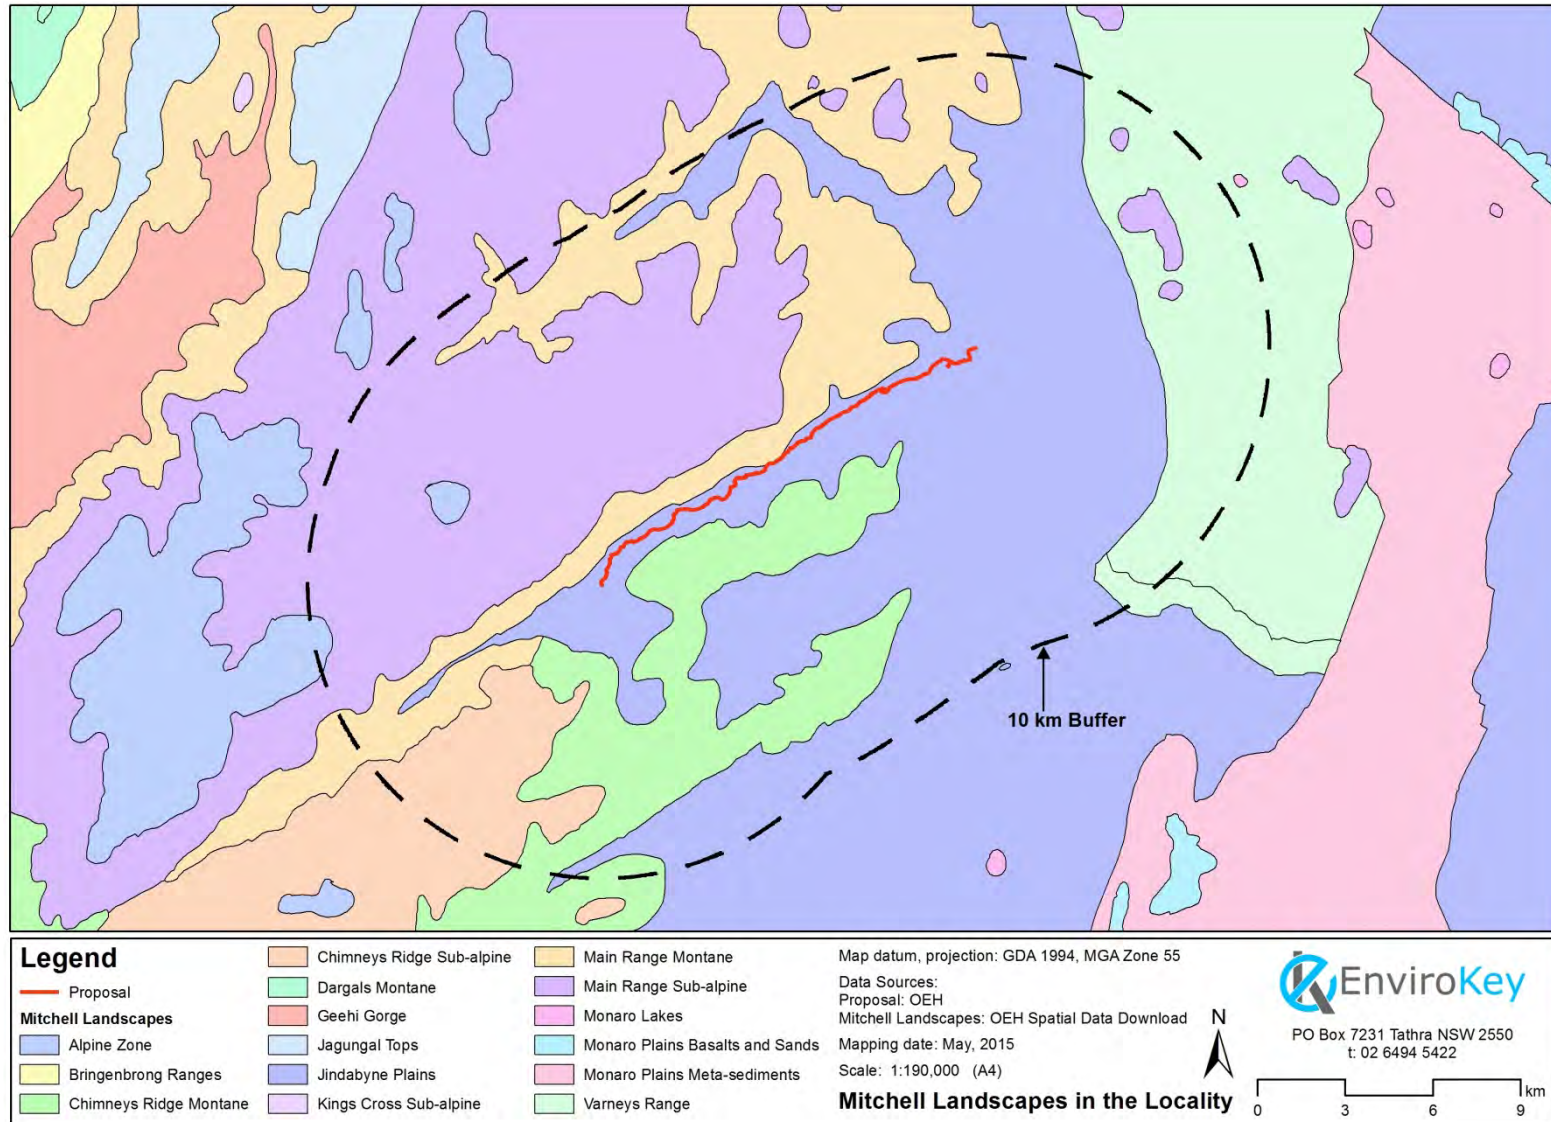 10 km Buffer
Legend
Proposal
Mitchell Landscapes
Alpine Zone
Bringenbrong Ranges
Chimneys Ridge Montane
Chimneys Ridge Sub-alpine
Dargals Montane
Geehi Gorge
Jagungal Tops
Jindabyne Plains
Kings Cross Sub-alpine
Main Range Montane
Main Range Sub-alpine
Monaro Lakes
Monaro Plains Basalts and Sands
Monaro Plains Meta-sediments
Varneys Range
Map datum, projection: GDA 1994, MGA Zone 55
Data Sources:
Proposal: OEH
Mitchell Landscapes: OEH Spatial Data Download
Mapping date: May, 2015
Scale: 1:190,000 (A4)
Mitchell Landscapes in the Locality
N
EnviroKey
PO Box 7231 Tathra NSW 2550
t: 02 6494 5422
km
0 3 6 9